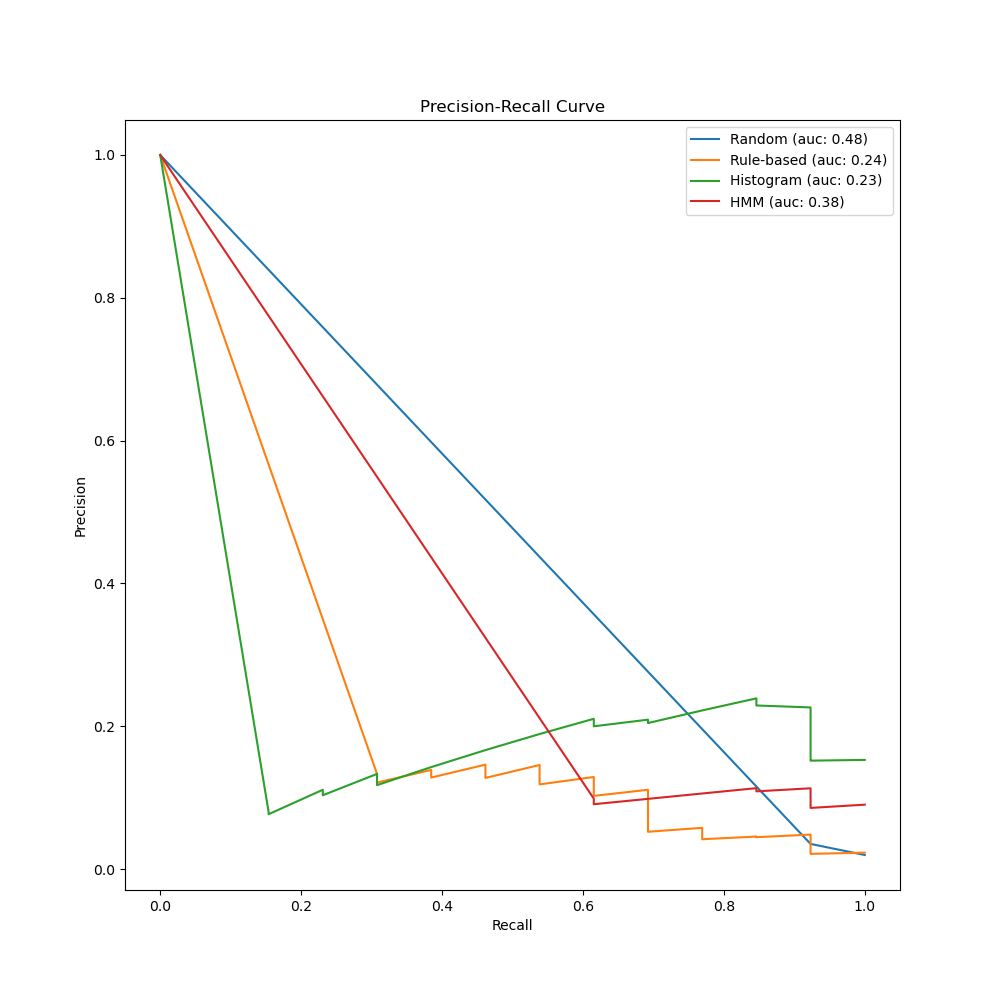 Precision-Recall Curve
Random (auc: 0.48)
Rule-based (auc: 0.24)
Histogram (auc: 0.23)
HMM (auc: 0.38)
1.0
0.8
0.6
0.4
0.2
0.0
Precision
0.0 0.2 0.4 0.6 0.8 1.0
Recall